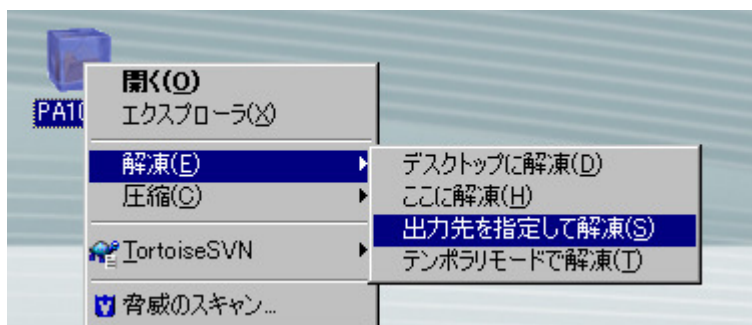 PA10
開く(O)
エクスプローラ(X)
解凍(E)
圧縮(C)
TortoiseSVN
脅威のスキャン...
デスクトップに解凍(D)
ここに解凍(H)
出力先を指定して解凍(S)
テンポラリモードで解凍(T)